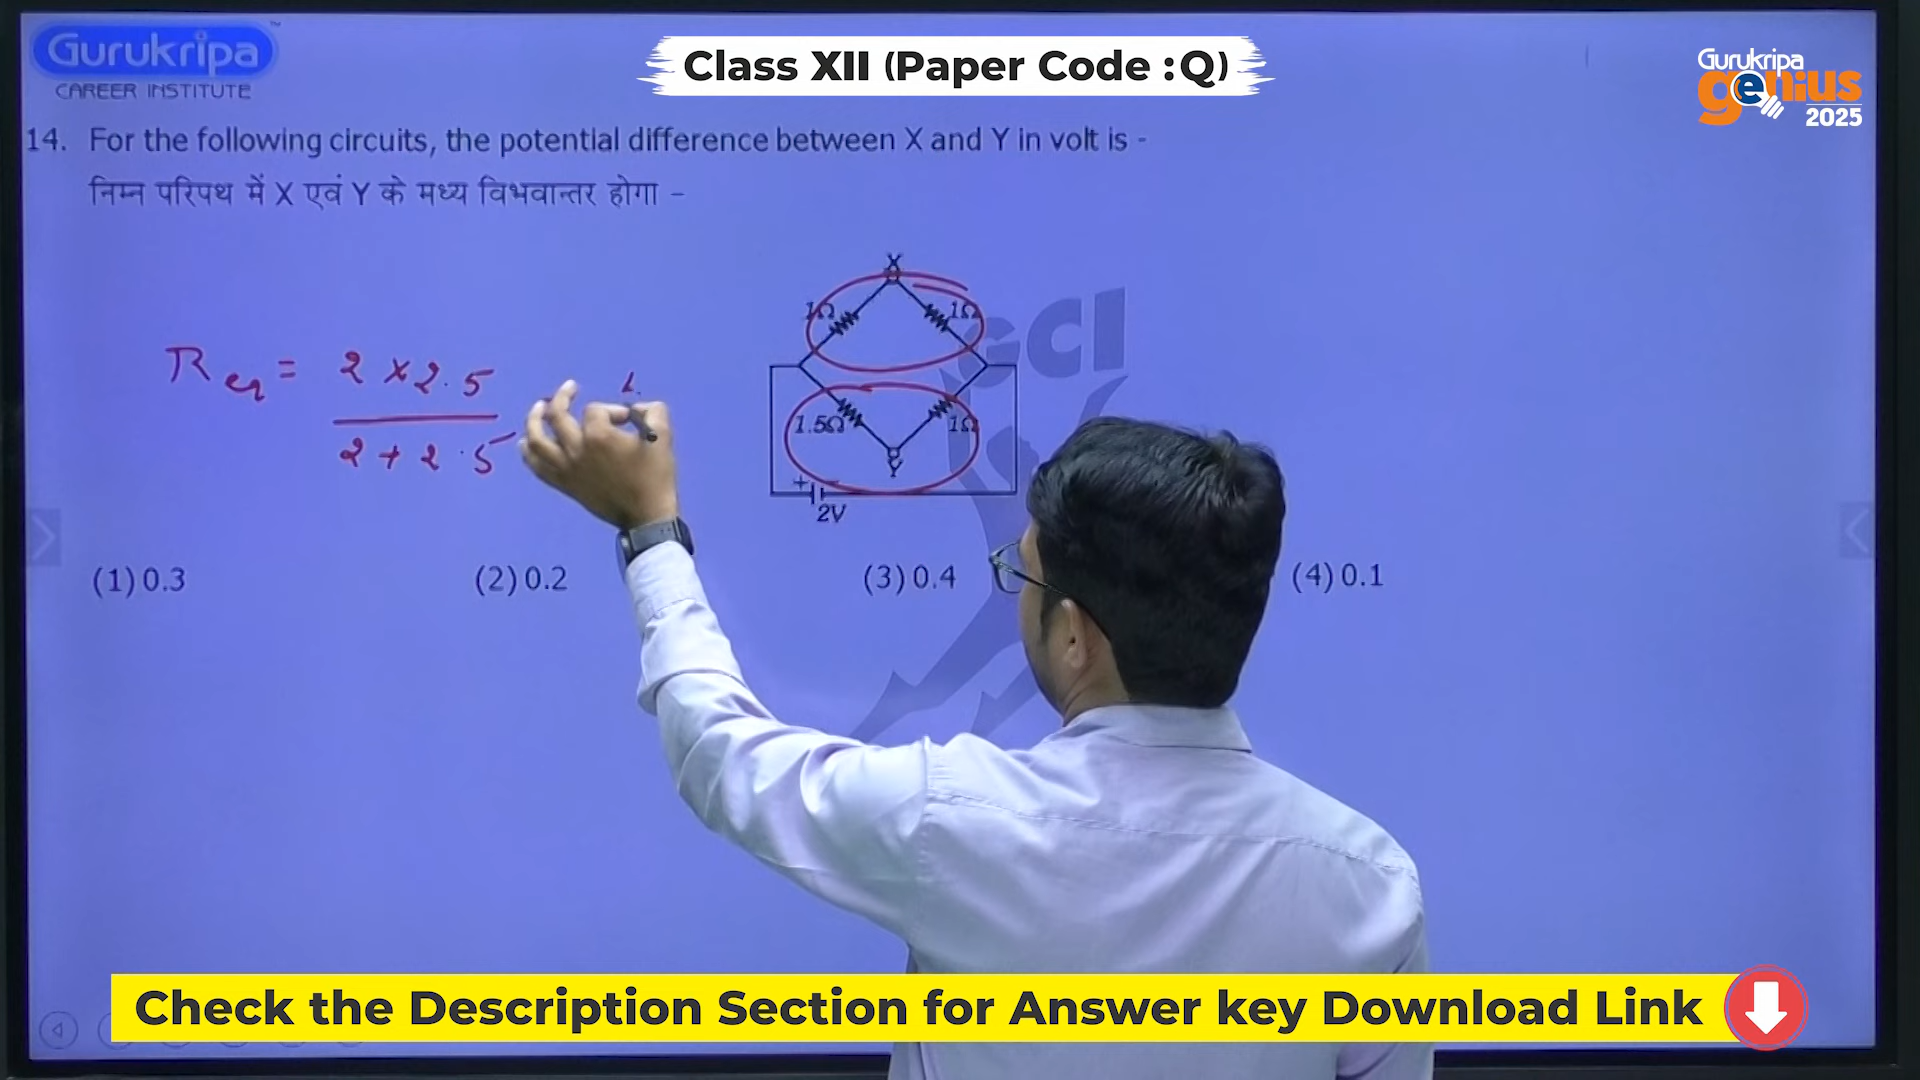 Gurukripa
CAREER INSTITUTE
Class XII (Paper Code :Q)
Gurukripa
genius
2025
14. For the following circuits, the potential difference between X and Y in volt is -
निम्न परिपथ में X एवं Y के मध्य विभवान्तर होगा -
X
1Ω 1Ω
GCI
1.5Ω 1Ω
Y
+ -
2V
R eq = 2 × 2.5
2 + 2.5
(1) 0.3 (2) 0.2 (3) 0.4 (4) 0.1
Check the Description Section for Answer key Download Link